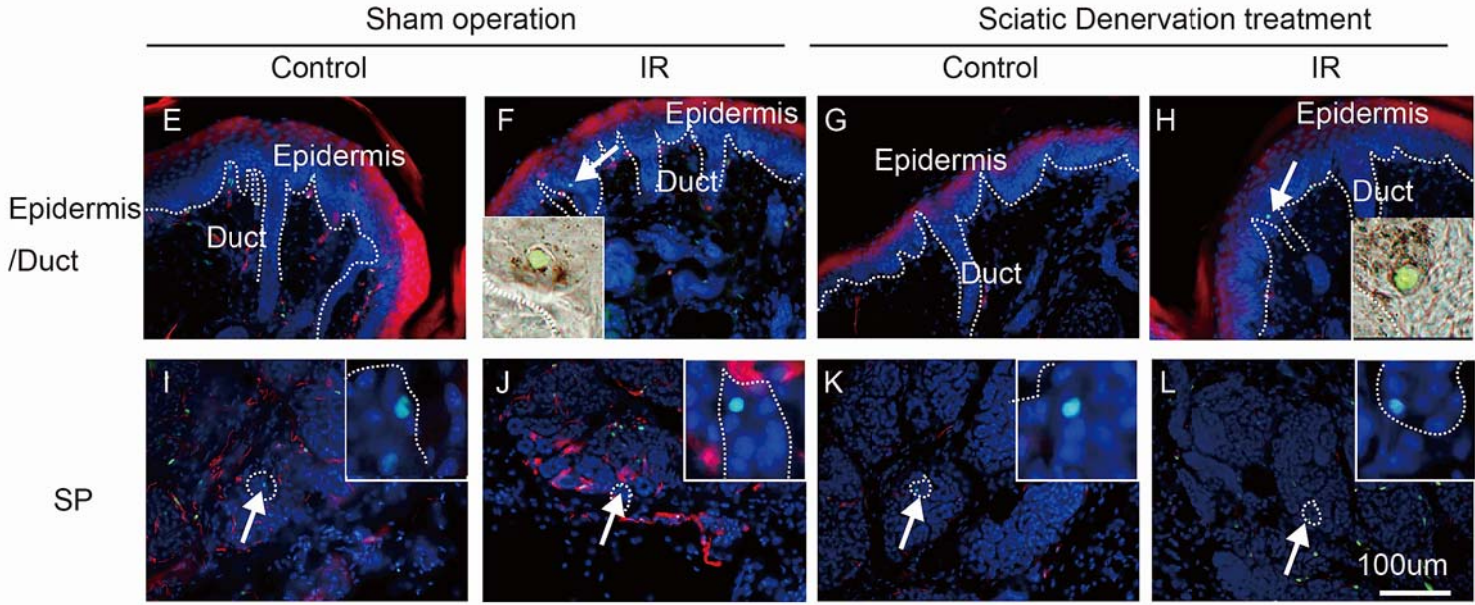 Sham operation Sciatic Denervation treatment
Control IR Control IR
E Epidermis Duct F Epidermis Duct G Epidermis Duct H Epidermis Duct
Epidermis
/Duct
I J K L
SP
100um